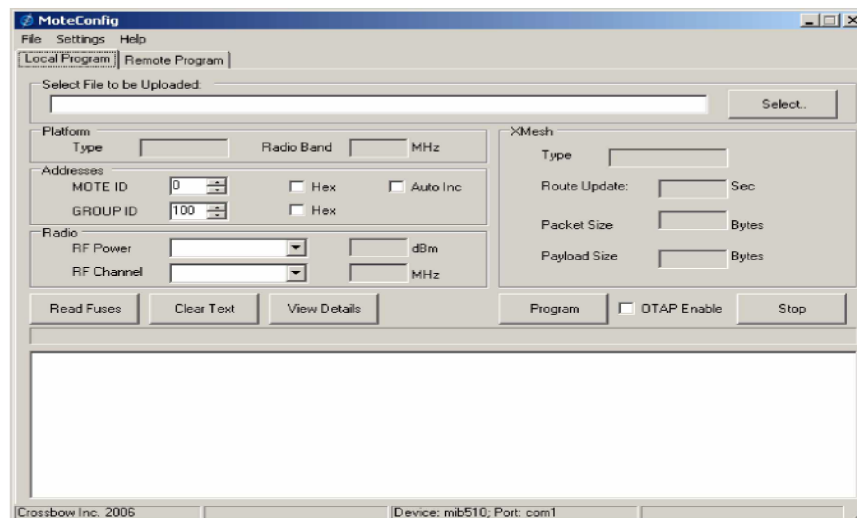 MoteConfig
File Settings Help
Local Program Remote Program
Select File to be Uploaded:
Select..
Platform
Type Radio Band MHz
XMesh
Type
Route Update: Sec
Packet Size Bytes
Payload Size Bytes
Addresses
MOTE ID 0 Hex Auto Inc
GROUP ID 100 Hex
Radio
RF Power dBm
RF Channel MHz
Read Fuses Clear Text View Details Program OTAP Enable Stop
Crossbow Inc. 2006 Device: mib510; Port: com1